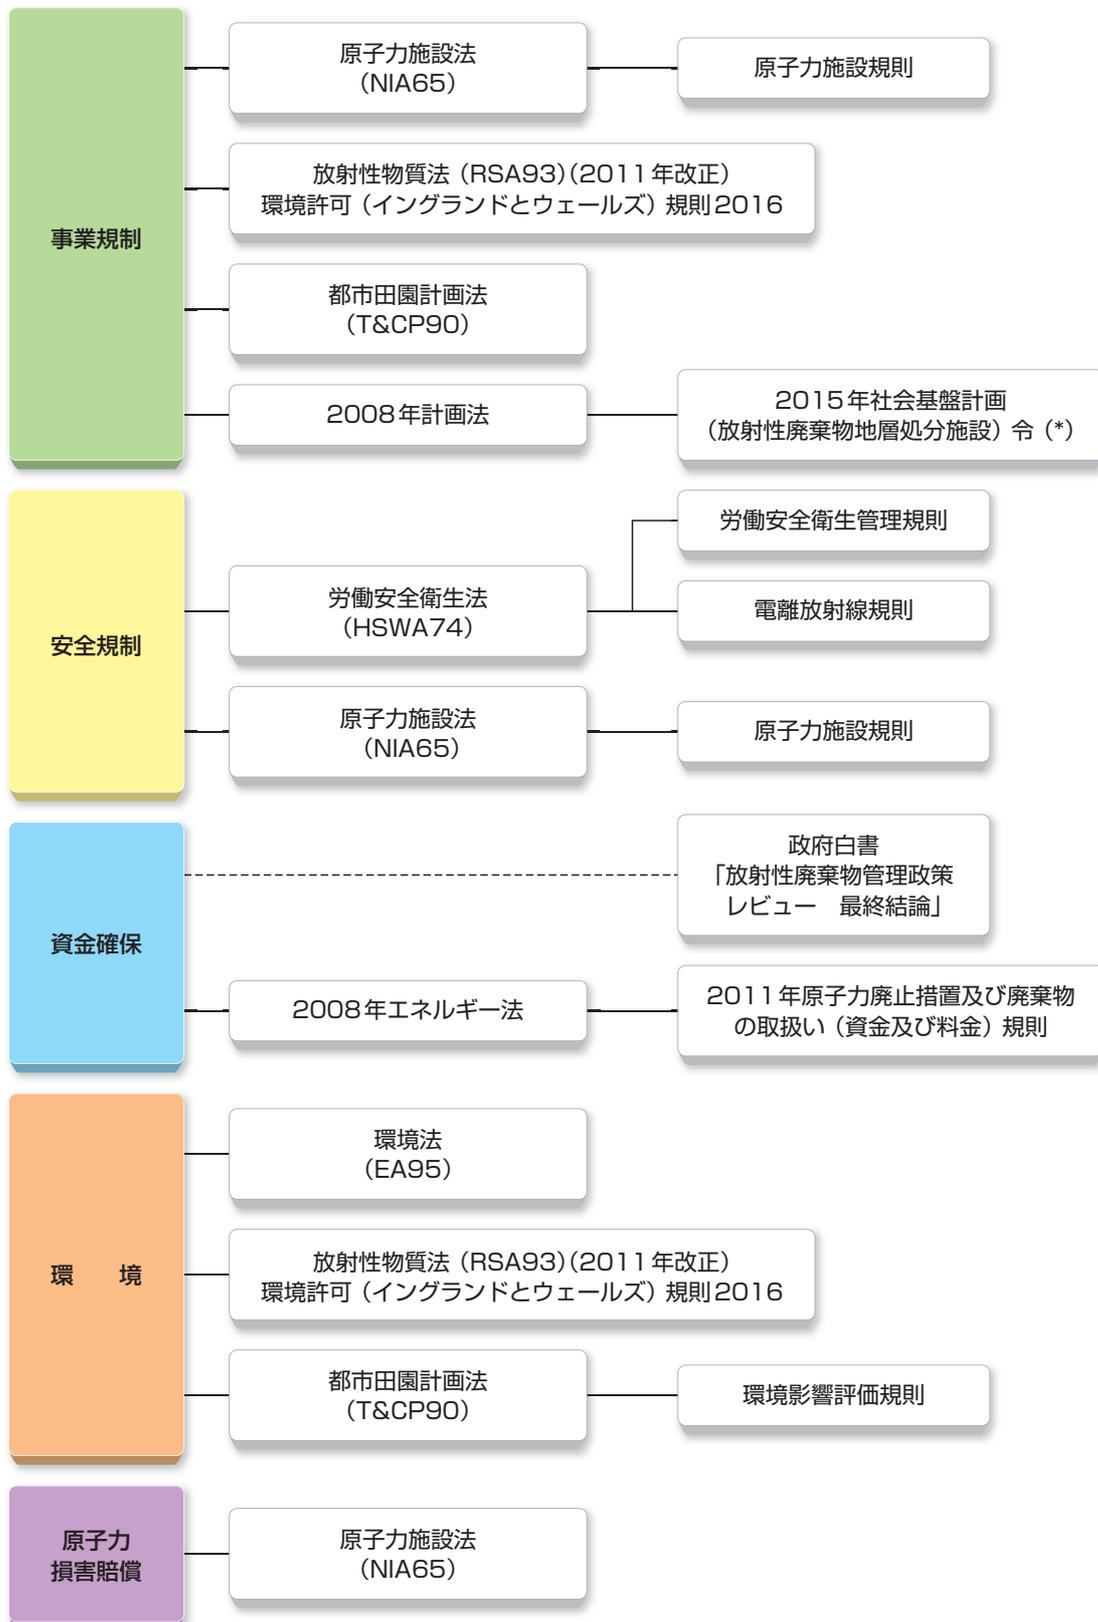 事業規制
原子力施設法
（NIA65）
原子力施設規則
放射性物質法（RSA93）（2011年改正）
環境許可（イングランドとウェールズ）規則2016
都市田園計画法
（T&CP90）
2008年計画法
2015年社会基盤計画
（放射性廃棄物地層処分施設）令（*）
安全規制
労働安全衛生法
（HSWA74）
労働安全衛生管理規則
電離放射線規則
原子力施設法
（NIA65）
原子力施設規則
資金確保
政府白書
「放射性廃棄物管理政策
レビュー　最終結論」
2008年エネルギー法
2011年原子力廃止措置及び廃棄物
の取扱い（資金及び料金）規則
環　　境
環境法
（EA95）
放射性物質法（RSA93）（2011年改正）
環境許可（イングランドとウェールズ）規則2016
都市田園計画法
（T&CP90）
環境影響評価規則
原子力
損害賠償
原子力施設法
（NIA65）